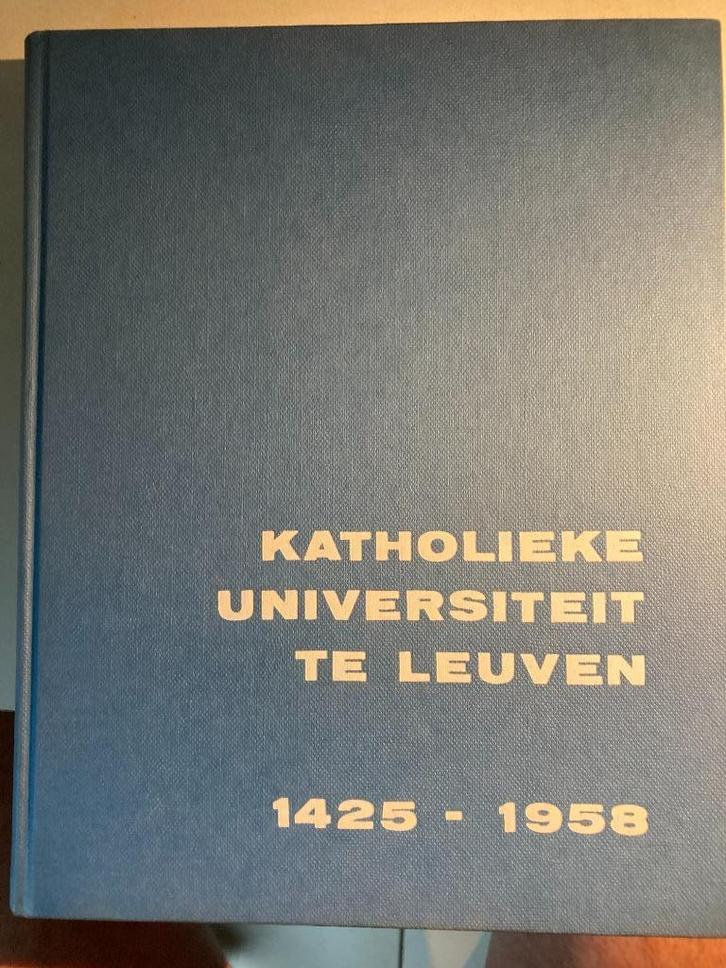 KATHOLIEKE
UNIVERSITEIT
TE LEUVEN
1425 - 1958